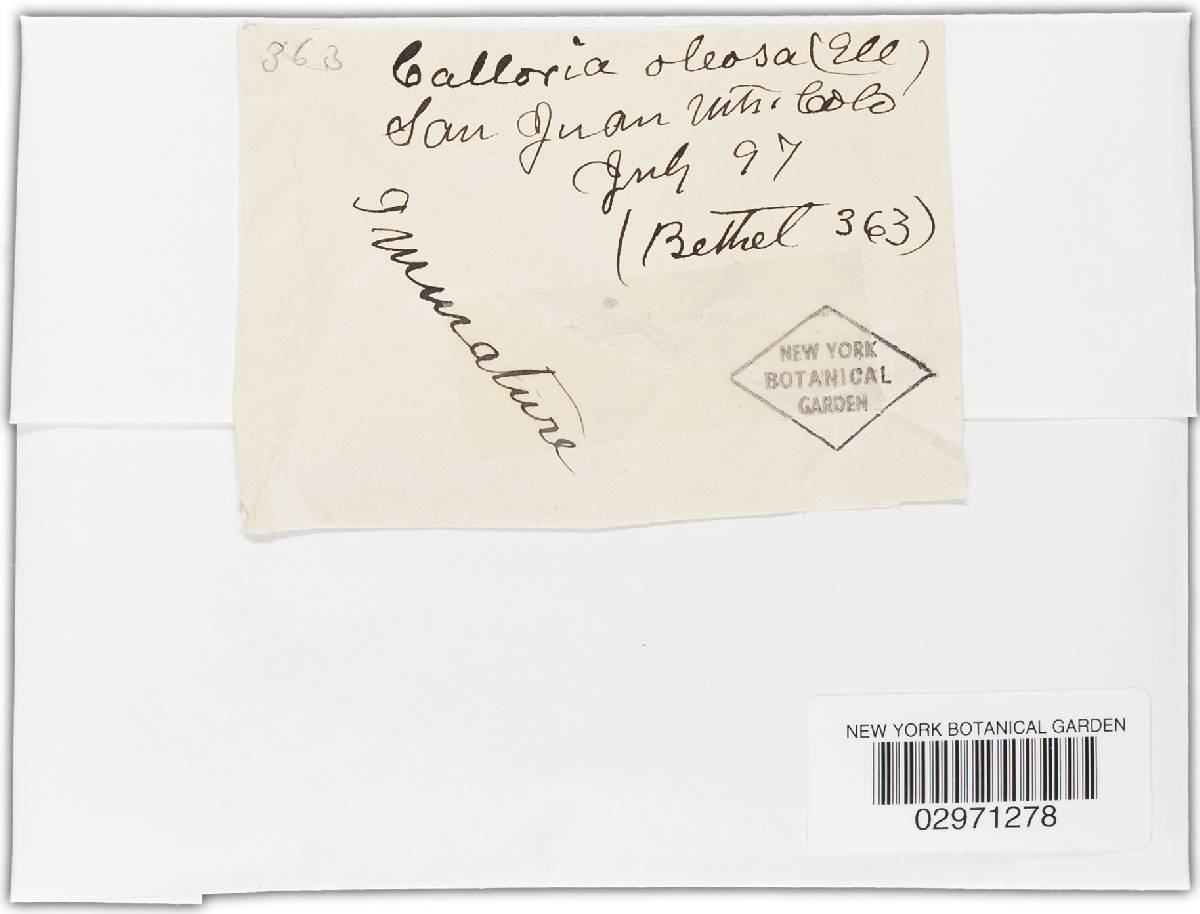 363
Calloria oleosa (Ell)
San Juan Mts. Colo
July 97
(Bethel 363)
Immature
NEW YORK
BOTANICAL
GARDEN
NEW YORK BOTANICAL GARDEN
02971278